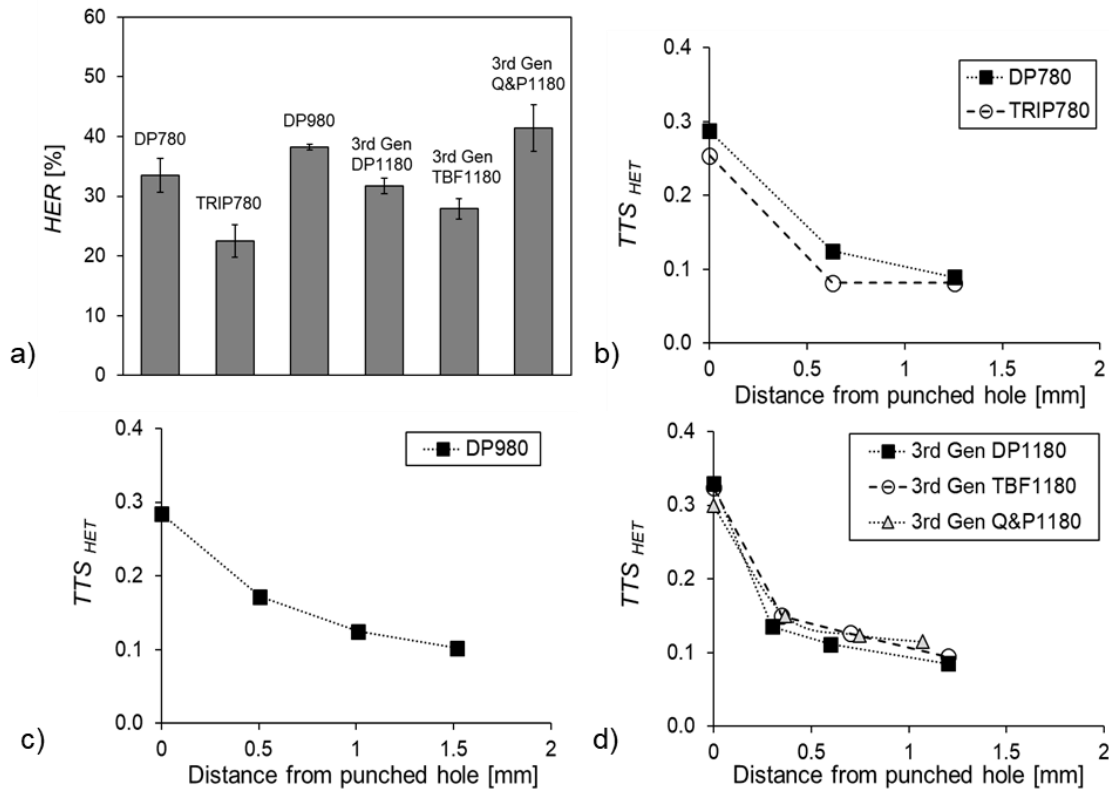 60
50
40
30
20
10
0
HER [%]
DP780
TRIP780
DP980
3rd Gen
DP1180
3rd Gen
TBF1180
3rd Gen
Q&P1180
a)
0.4
0.3
0.2
0.1
0.0
TTS HET
DP780
TRIP780
0 0.5 1 1.5 2
Distance from punched hole [mm]
b)
0.4
0.3
0.2
0.1
0.0
TTS HET
DP980
0 0.5 1 1.5 2
Distance from punched hole [mm]
c)
0.4
0.3
0.2
0.1
0.0
TTS HET
3rd Gen DP1180
3rd Gen TBF1180
3rd Gen Q&P1180
0 0.5 1 1.5 2
Distance from punched hole [mm]
d)